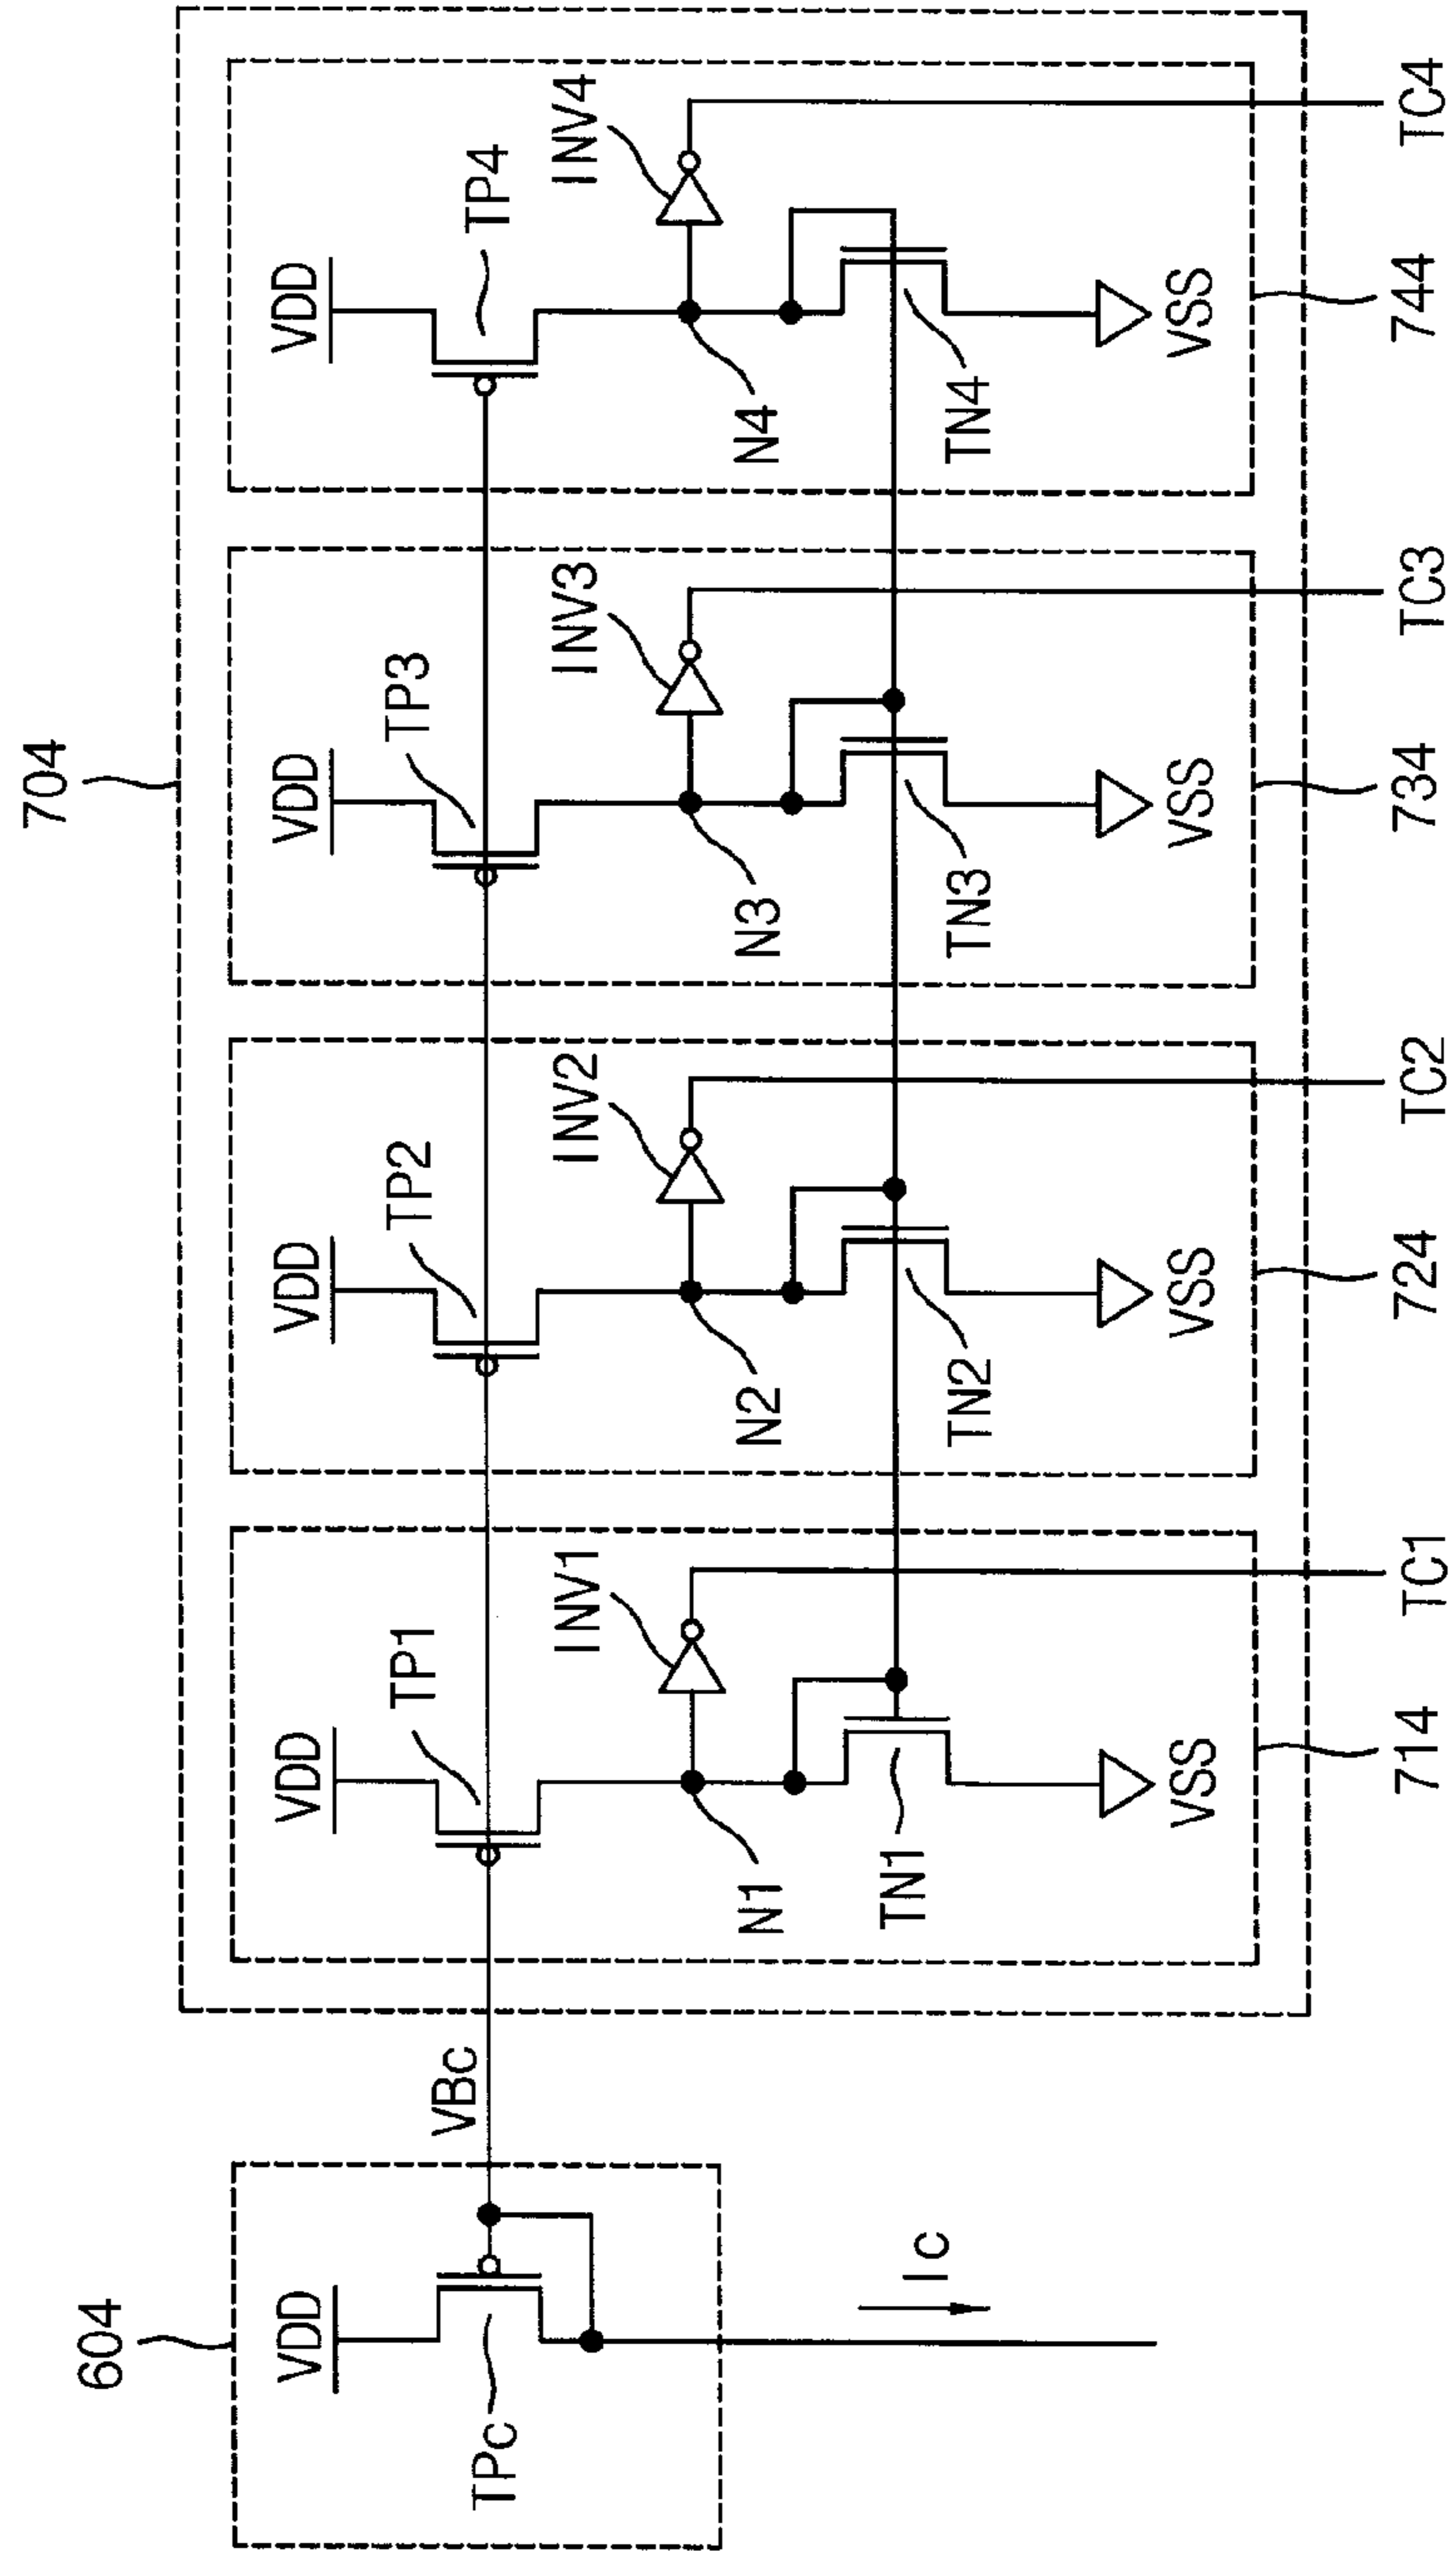 704
604
VDD
TPc
Ic
VBc
VDD
TP1
INV1
N1
TN1
VSS
TC1
714
VDD
TP2
INV2
N2
TN2
VSS
TC2
724
VDD
TP3
INV3
N3
TN3
VSS
TC3
734
VDD
TP4
INV4
N4
TN4
VSS
TC4
744